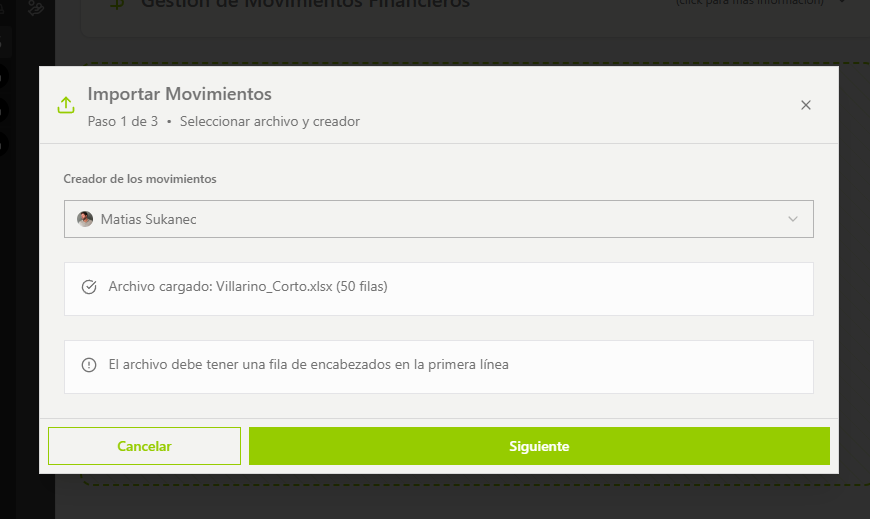 Gestión de Movimientos Financieros
(click para más información)
Importar Movimientos
Paso 1 de 3 • Seleccionar archivo y creador
Creador de los movimientos
Matias Sukanec
Archivo cargado: Villarino_Corto.xlsx (50 filas)
El archivo debe tener una fila de encabezados en la primera línea
Cancelar
Siguiente